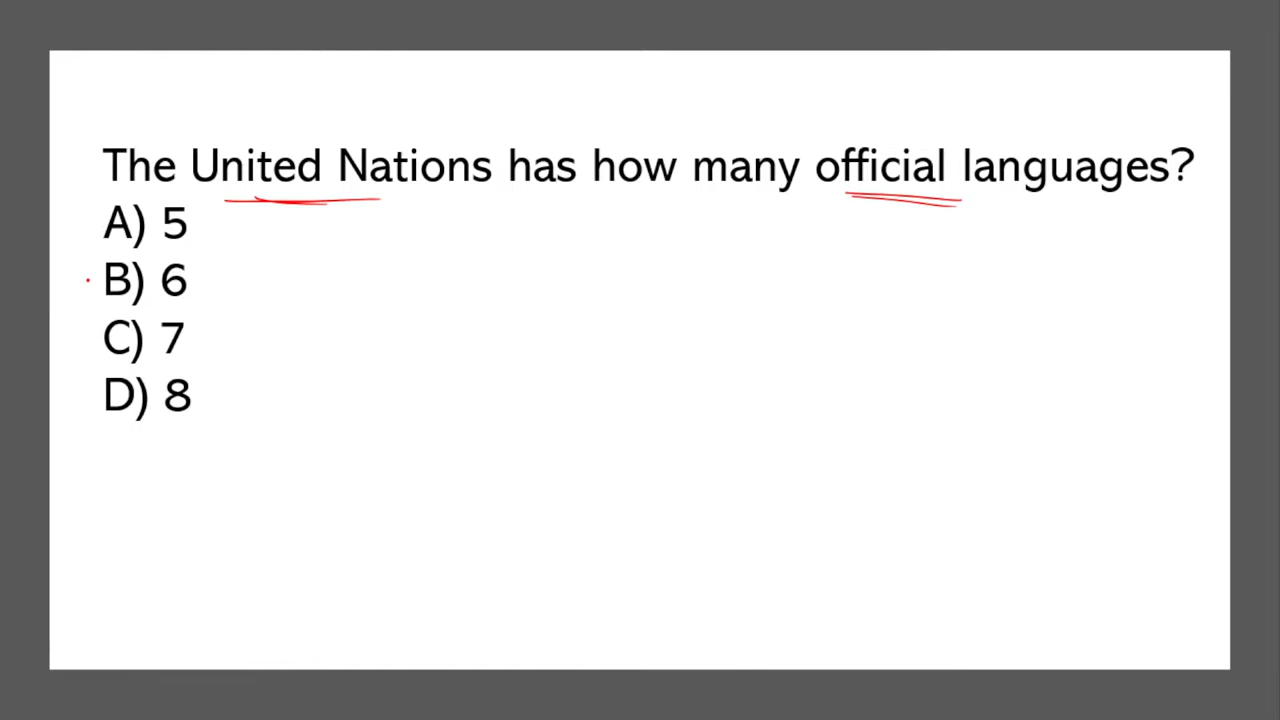 The United Nations has how many official languages?
A) 5
B) 6
C) 7
D) 8